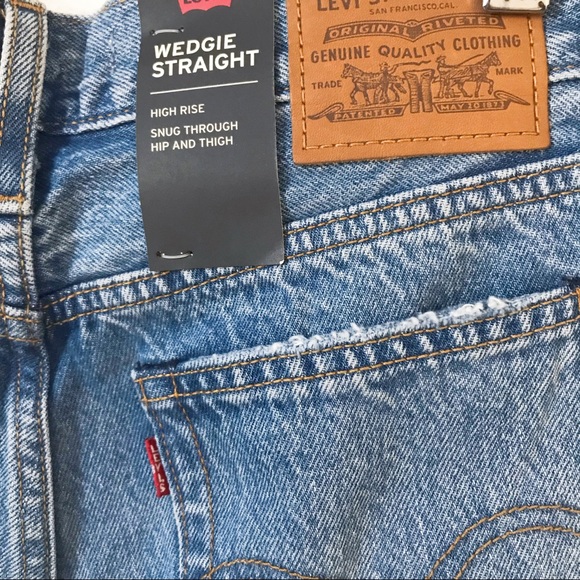 WEDGIE
STRAIGHT
HIGH RISE
SNUG THROUGH
HIP AND THIGH
LEVI
SAN FRANCISCO,CAL.
ORIGINAL RIVETED
GENUINE QUALITY CLOTHING
TRADE MARK
PATENTED MAY 20 1873
LEVI'S